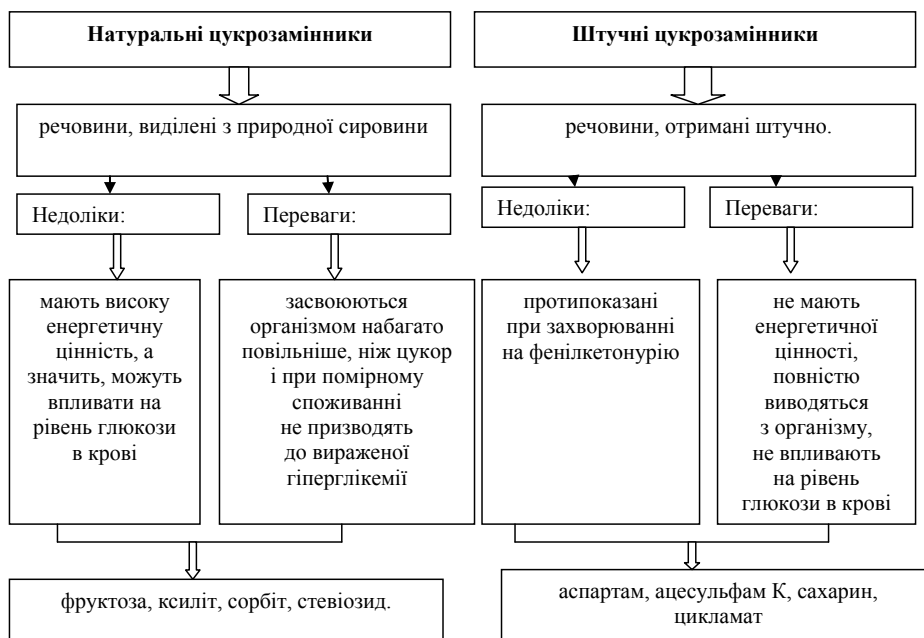 Натуральні цукрозамінники
речовини, виділені з природної сировини
Недоліки:
мають високу
енергетичну
цінність, а
значить, можуть
впливати на
рівень глюкози
в крові
Переваги:
засвоюються
організмом набагато
повільніше, ніж цукор
і при помірному
споживанні
не призводять
до вираженої
гіперглікемії
фруктоза, ксиліт, сорбіт, стевіозид.
Штучні цукрозамінники
речовини, отримані штучно.
Недоліки:
протипоказані
при захворюванні
на фенілкетонурію
Переваги:
не мають
енергетичної
цінності,
повністю
виводяться
з організму,
не впливають
на рівень
глюкози в крові
аспартам, ацесульфам К, сахарин,
цикламат